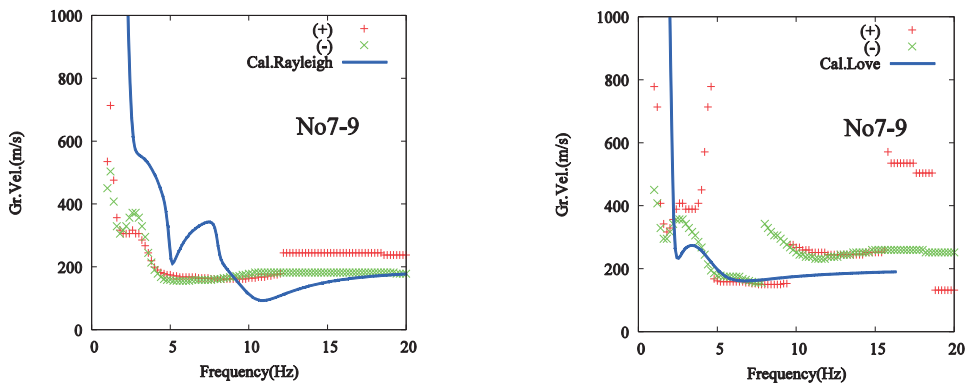 (+)
(-)
Cal.Rayleigh
No7-9
Gr.Vel.(m/s)
1000
800
600
400
200
0
0 5 10 15 20
Frequency(Hz)
(+)
(-)
Cal.Love
No7-9
Gr.Vel.(m/s)
1000
800
600
400
200
0
0 5 10 15 20
Frequency(Hz)